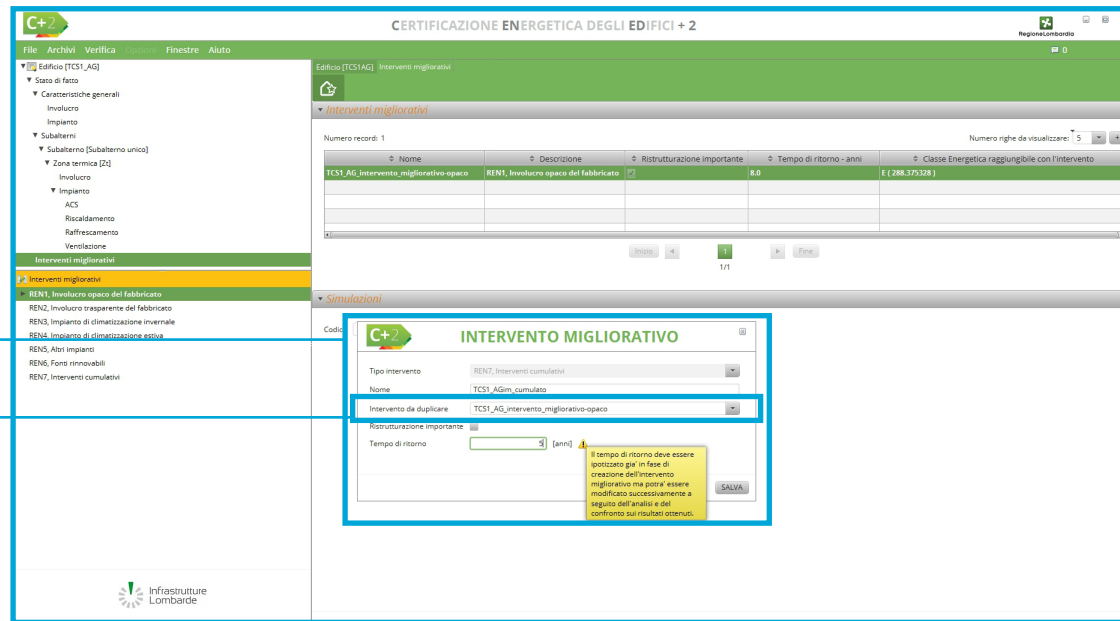 C+2
CERTIFICAZIONE ENERGETICA DEGLI EDIFICI + 2
RegioneLombardia
File Archivi Verifica Opzioni Finestre Aiuto
0
Edificio [TCS1_AG]
Stato di fatto
Caratteristiche generali
Involucro
Impianto
Subalterni
Subalterno [Subalterno unico]
Zona termica [Zt]
Involucro
Impianto
ACS
Riscaldamento
Raffrescamento
Ventilazione
Interventi migliorativi
Interventi migliorativi
REN1, Involucro opaco del fabbricato
REN2, Involucro trasparente del fabbricato
REN3, Impianto di climatizzazione invernale
REN4, Impianto di climatizzazione estiva
REN5, Altri impianti
REN6, Fonti rinnovabili
REN7, Interventi cumulativi
Infrastrutture
Lombarde
Edificio [TCS1AG] Interventi migliorativi
Interventi migliorativi
Numero record: 1
Numero righe da visualizzare: 5
Nome Descrizione Ristrutturazione importante Tempo di ritorno - anni Classe Energetica raggiungibile con l'intervento
TCS1_AG_intervento_migliorativo-opaco REN1, Involucro opaco del fabbricato 8.0 E ( 288.375328 )
Inizio 1 Fine
1/1
Simulazioni
Codic
C+2
INTERVENTO MIGLIORATIVO
Tipo intervento REN7, Interventi cumulativi
Nome TCS1_AGim_cumulato
Intervento da duplicare TCS1_AG_intervento_migliorativo-opaco
Ristrutturazione importante
Tempo di ritorno 5 [anni]
Il tempo di ritorno deve essere
ipotizzato gia' in fase di
creazione dell'intervento
migliorativo ma potra' essere
modificato successivamente a
seguito dell'analisi e del
confronto sui risultati ottenuti.
SALVA